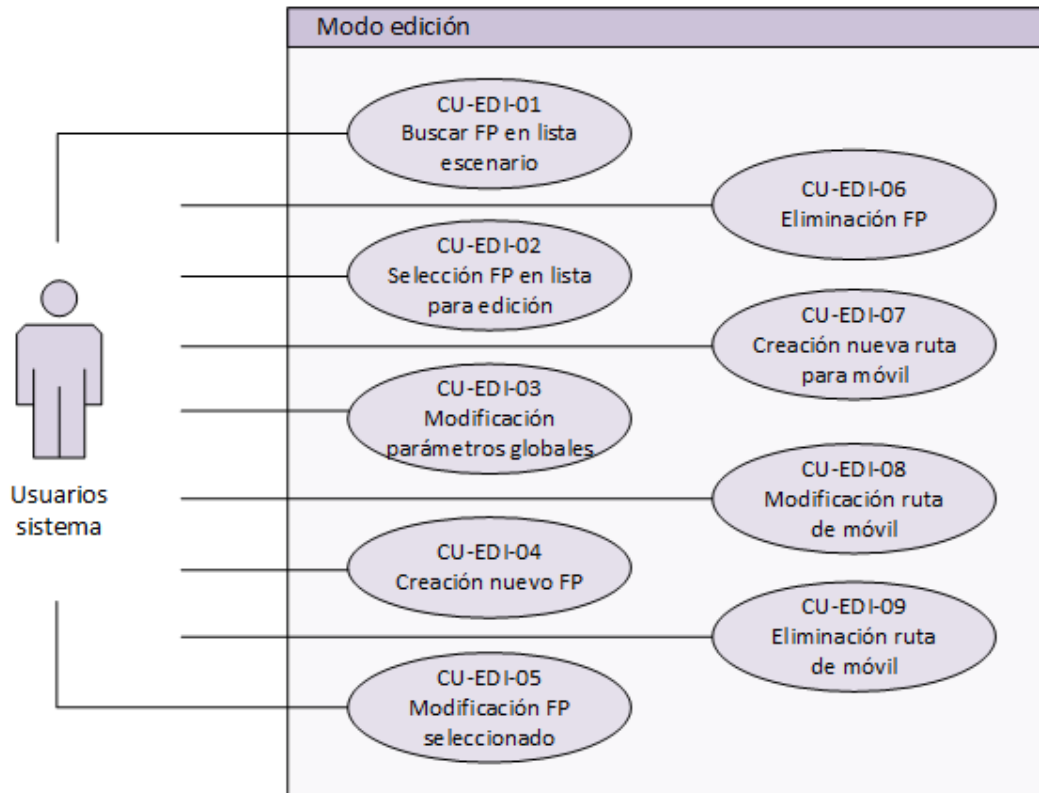 Modo edición
CU-EDI-01
Buscar FP en lista
escenario
CU-EDI-06
Eliminación FP
CU-EDI-02
Selección FP en lista
para edición
CU-EDI-07
Creación nueva ruta
para móvil
CU-EDI-03
Modificación
parámetros globales
CU-EDI-08
Modificación ruta
de móvil
Usuarios
sistema
CU-EDI-04
Creación nuevo FP
CU-EDI-09
Eliminación ruta
de móvil
CU-EDI-05
Modificación FP
seleccionado